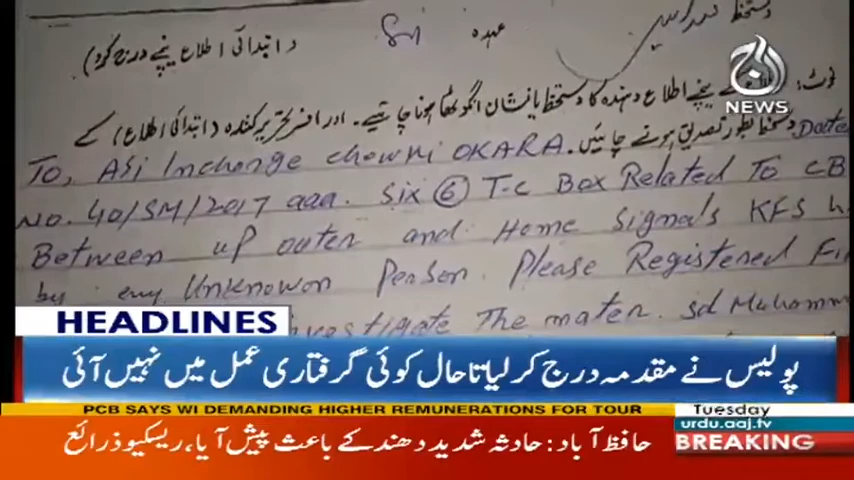 دستخط
عہدہ
(ابتدائی اطلاع نیچے درج کرو)
نوٹ: اطلاع کے نیچے اطلاع دہندہ کا دستخط یا نشان انگوٹھا ہونا چاہیے۔ اور افسر تحریر کنندہ (ابتدائی اطلاع) کے
دستخط بطور تصدیق ہونے چاہئیں۔
NEWS
To, ASi Incharge chowki OKARA. Date
No. 40/SM/2017 aaa. Six ⑥ T-C Box Related To CB
Between up outer and Home Signals KFS h
by any Unknowon Person. Please Registered Fi
investigate The mater. sd Muhamm
HEADLINES
پولیس نے مقدمہ درج کر لیا تاحال کوئی گرفتاری عمل میں نہیں آئی
PCB SAYS WI DEMANDING HIGHER REMUNERATIONS FOR TOUR
Tuesday
urdu.aaj.tv
BREAKING
حافظ آباد: حادثہ شدید دھند کے باعث پیش آیا، ریسکیو ذرائع